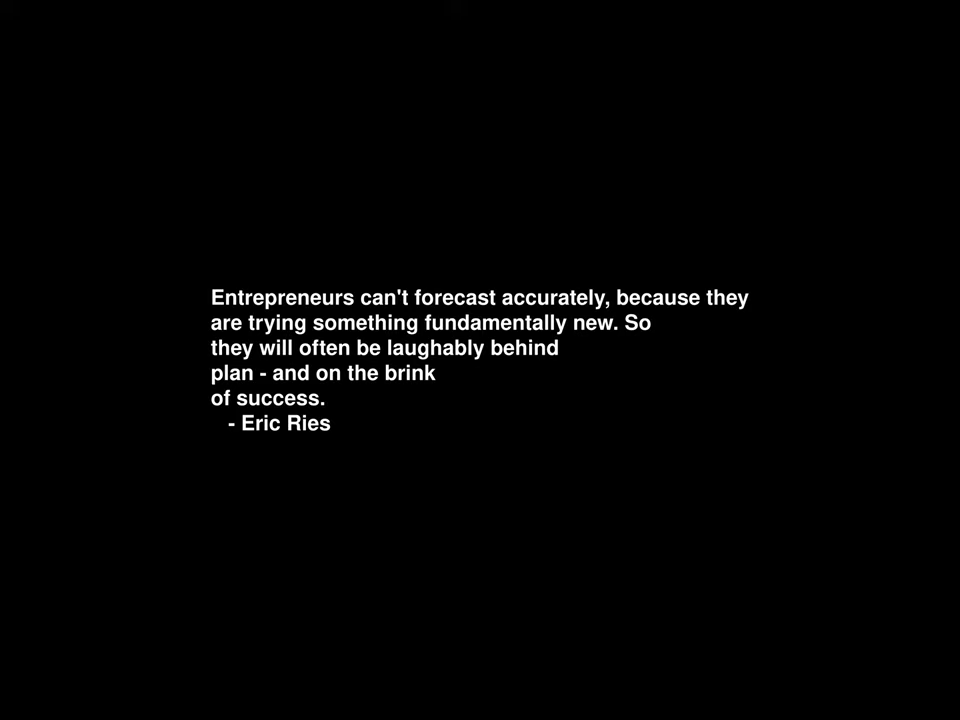 Entrepreneurs can't forecast accurately, because they
are trying something fundamentally new. So
they will often be laughably behind
plan - and on the brink
of success.
- Eric Ries